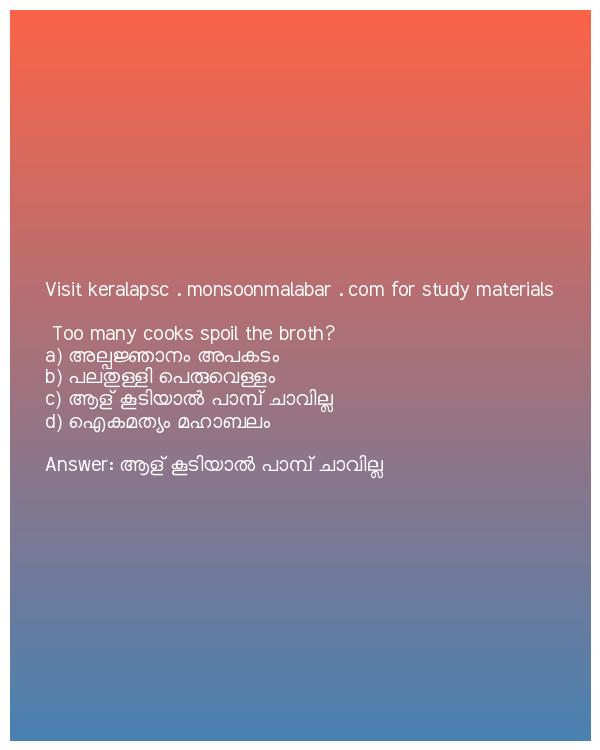 Visit keralapsc . monsoonmalabar . com for study materials
Too many cooks spoil the broth?
a) അല്പജ്ഞാനം അപകടം
b) പലതുള്ളി പെരുവെള്ളം
c) ആള് കൂടിയാൽ പാമ്പ് ചാവില്ല
d) ഐകമത്യം മഹാബലം
Answer: ആള് കൂടിയാൽ പാമ്പ് ചാവില്ല